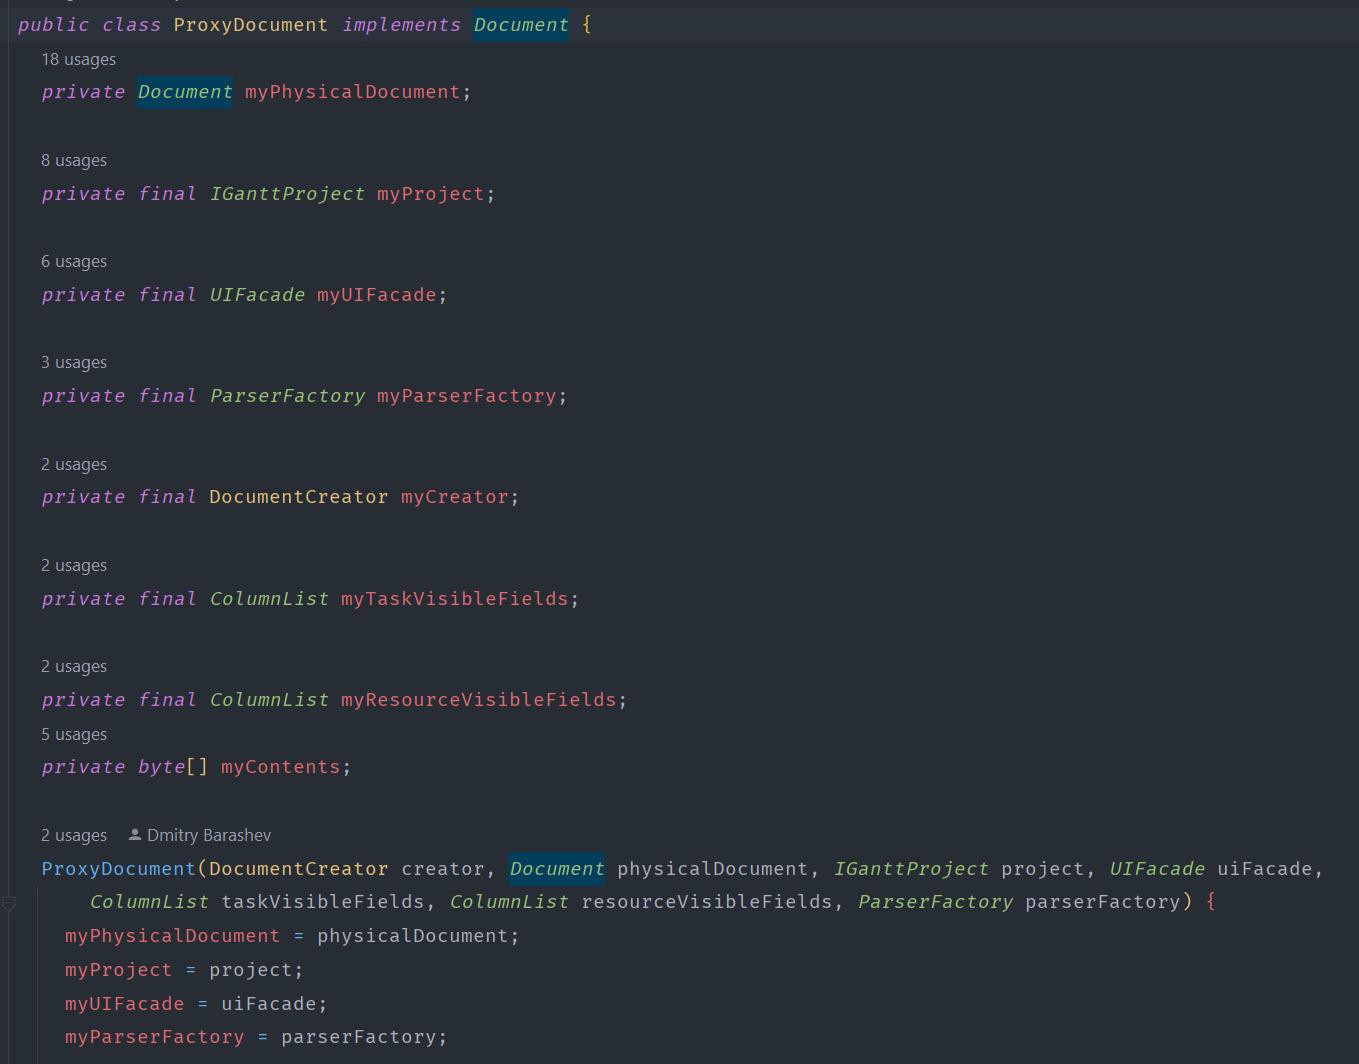 public class ProxyDocument implements Document {
18 usages
private Document myPhysicalDocument;
8 usages
private final IGanttProject myProject;
6 usages
private final UIFacade myUIFacade;
3 usages
private final ParserFactory myParserFactory;
2 usages
private final DocumentCreator myCreator;
2 usages
private final ColumnList myTaskVisibleFields;
2 usages
private final ColumnList myResourceVisibleFields;
5 usages
private byte[] myContents;
2 usages Dmitry Barashev
ProxyDocument(DocumentCreator creator, Document physicalDocument, IGanttProject project, UIFacade uiFacade,
ColumnList taskVisibleFields, ColumnList resourceVisibleFields, ParserFactory parserFactory) {
myPhysicalDocument = physicalDocument;
myProject = project;
myUIFacade = uiFacade;
myParserFactory = parserFactory;